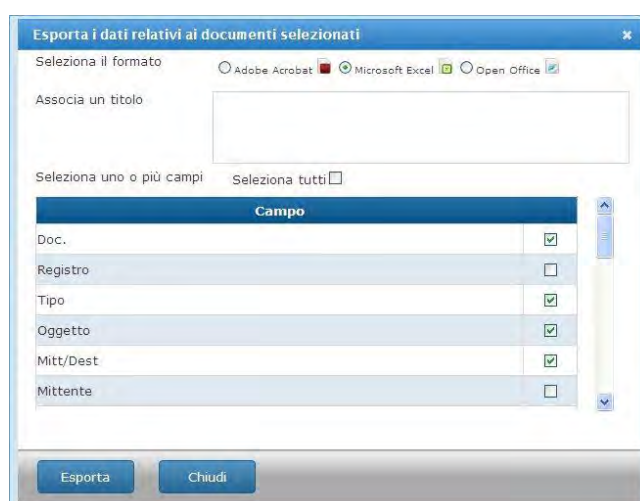 Esporta i dati relativi ai documenti selezionati
Seleziona il formato Adobe Acrobat Microsoft Excel Open Office
Associa un titolo
Seleziona uno o più campi Seleziona tutti
Campo
Doc.
Registro
Tipo
Oggetto
Mitt/Dest
Mittente
Esporta Chiudi